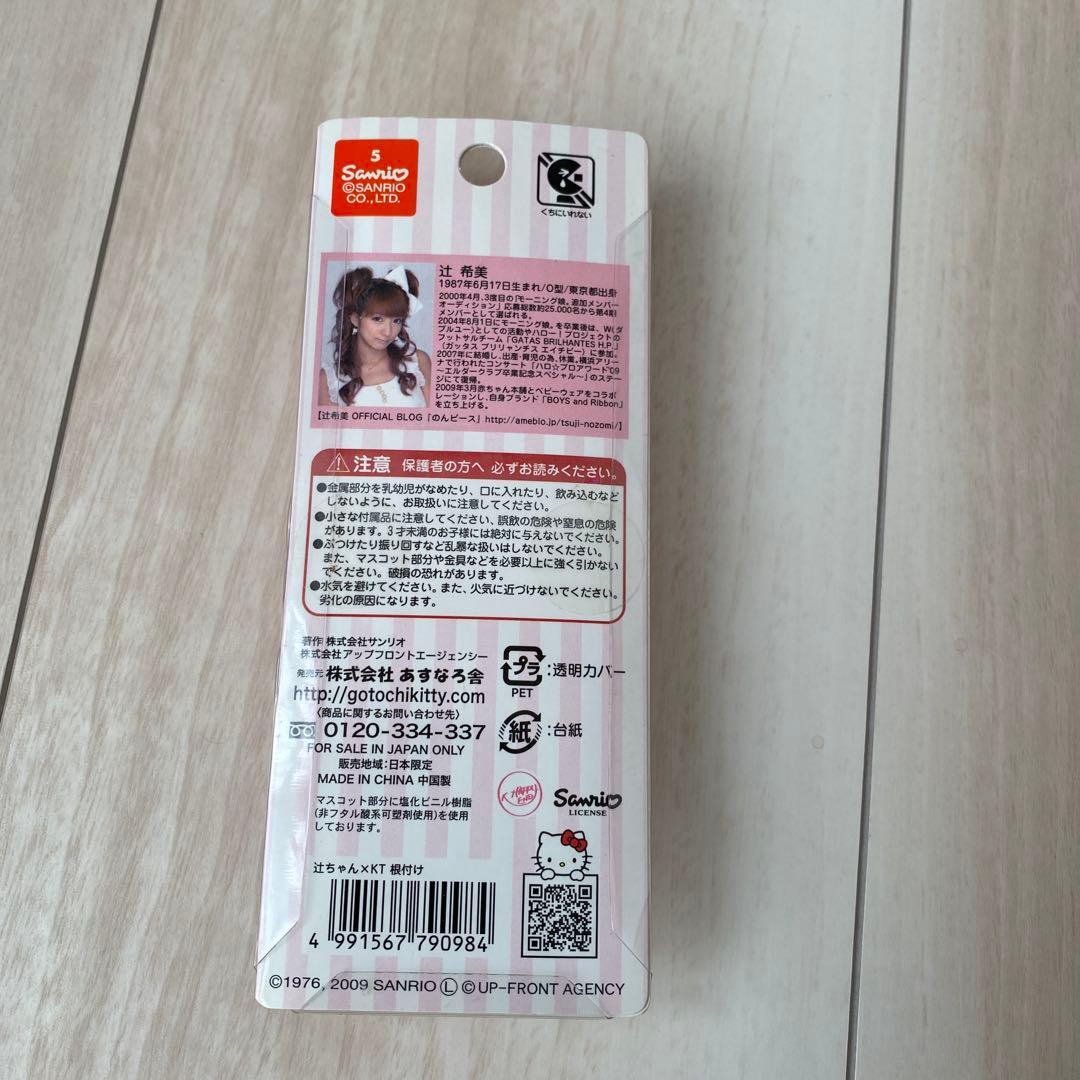 5
Sanrio
©SANRIO
CO.,LTD.
くちにいれない
辻 希美
1987年6月17日生まれ/O型/東京都出身
2000年4月、3度目の「モーニング娘。追加メンバー
オーディション」応募総数約25,000名から第4期
メンバーとして選ばれる。
2004年8月1日にモーニング娘。を卒業後は、W(ダ
ブルユー)としての活動やハロー!プロジェクトの
フットサルチーム「GATAS BRILHANTES H.P.」
(ガッタス ブリリャンチス エイチピー)に参加。
2007年に結婚し、出産・育児の為、休業。横浜アリー
ナで行われたコンサート「ハロ☆プロアワード'09
～エルダークラブ卒業記念スペシャル～」のステー
ジにて復帰。
2009年3月赤ちゃん本舗とベビーウェアをコラボ
レーションし、自身ブランド「BOYS and Ribbon」
を立ち上げる。
【辻希美 OFFICIAL BLOG「のんピース」http://ameblo.jp/tsuji-nozomi/】
注意 保護者の方へ 必ずお読みください。
●金属部分を乳幼児がなめたり、口に入れたり、飲み込むなど
しないように、お取扱いに注意してください。
●小さな付属品に注意してください、誤飲の危険や窒息の危険
があります。3才未満のお子様には絶対に与えないでください。
●ぶつけたり振り回すなど乱暴な扱いはしないでください。
また、マスコット部分や金具などを必要以上に強く引かない
でください。破損の恐れがあります。
●水気を避けてください。また、火気に近づけないでください。
劣化の原因になります。
著作 株式会社サンリオ
株式会社アップフロントエージェンシー
発売元 株式会社 あすなろ舎
http://gotochikitty.com
〈商品に関するお問い合わせ先〉
0120-334-337
FOR SALE IN JAPAN ONLY
販売地域:日本限定
MADE IN CHINA 中国製
マスコット部分に塩化ビニル樹脂
(非フタル酸系可塑剤使用)を使用
しております。
プラ:透明カバー
PET
紙:台紙
HAPPY
END
Sanrio
LICENSE
辻ちゃん×KT 根付け
4 991567 790984
©1976, 2009 SANRIO Ⓛ ©UP-FRONT AGENCY